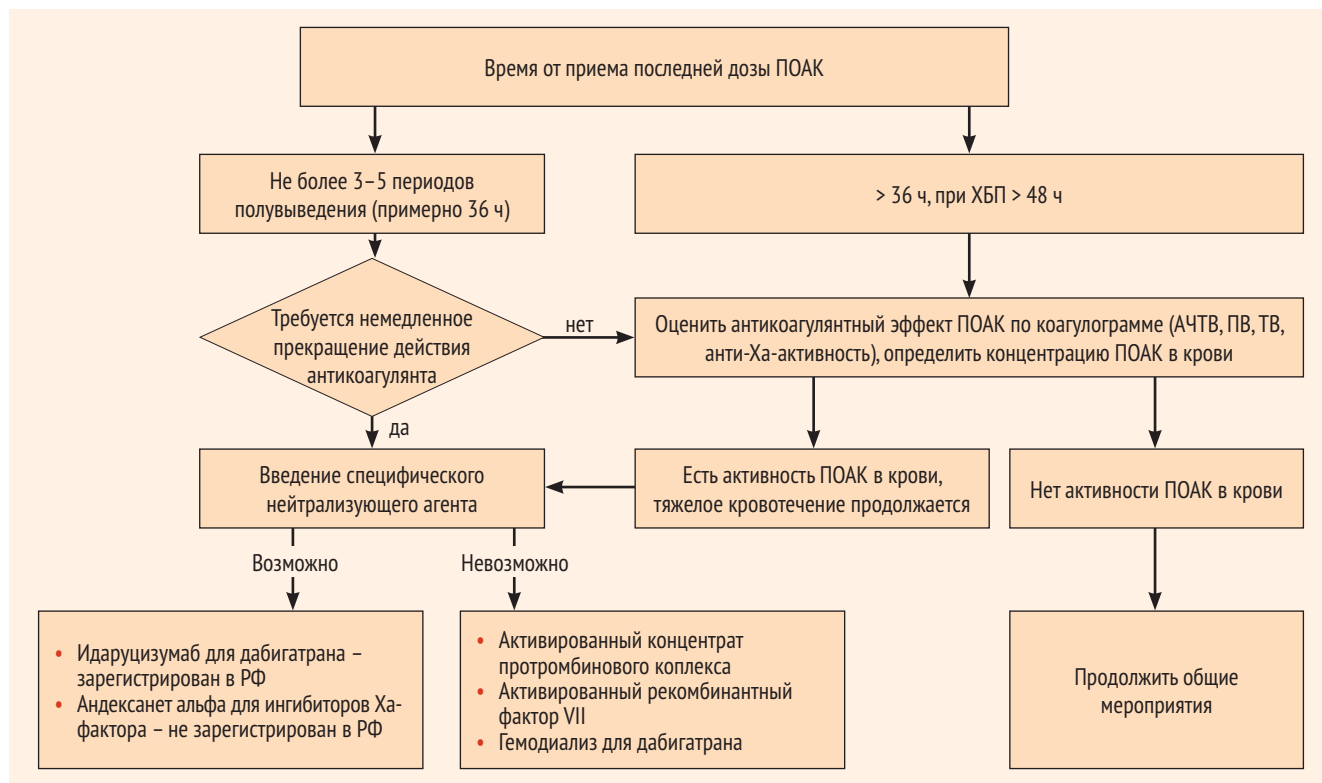 Время от приема последней дозы ПОАК
Не более 3–5 периодов
полувыведения (примерно 36 ч)
> 36 ч, при ХБП > 48 ч
Требуется немедленное
прекращение действия
антикоагулянта
нет
Оценить антикоагулянтный эффект ПОАК по коагулограмме (АЧТВ, ПВ, ТВ,
анти-Ха-активность), определить концентрацию ПОАК в крови
да
Введение специфического
нейтрализующего агента
Есть активность ПОАК в крови,
тяжелое кровотечение продолжается
Нет активности ПОАК в крови
Возможно
Невозможно
• Идаруцизумаб для дабигатрана –
зарегистрирован в РФ
• Андексанет альфа для ингибиторов Ха-
фактора – не зарегистрирован в РФ
• Активированный концентрат
протромбинового коплекса
• Активированный рекомбинантный
фактор VII
• Гемодиализ для дабигатрана
Продолжить общие
мероприятия